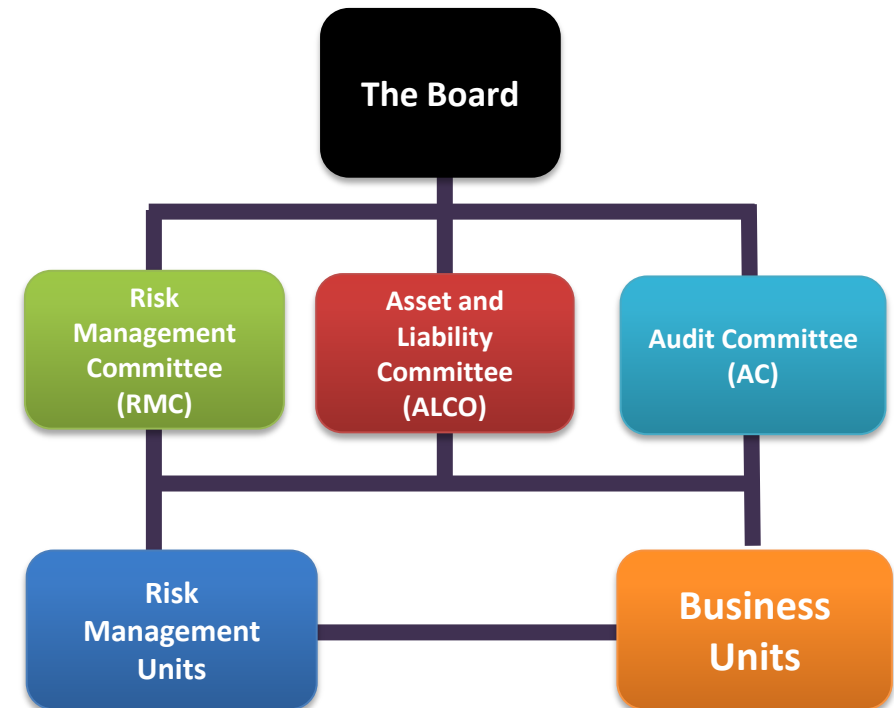 The Board
Risk
Management
Committee
(RMC)
Asset and
Liability
Committee
(ALCO)
Audit Committee
(AC)
Risk
Management
Units
Business
Units